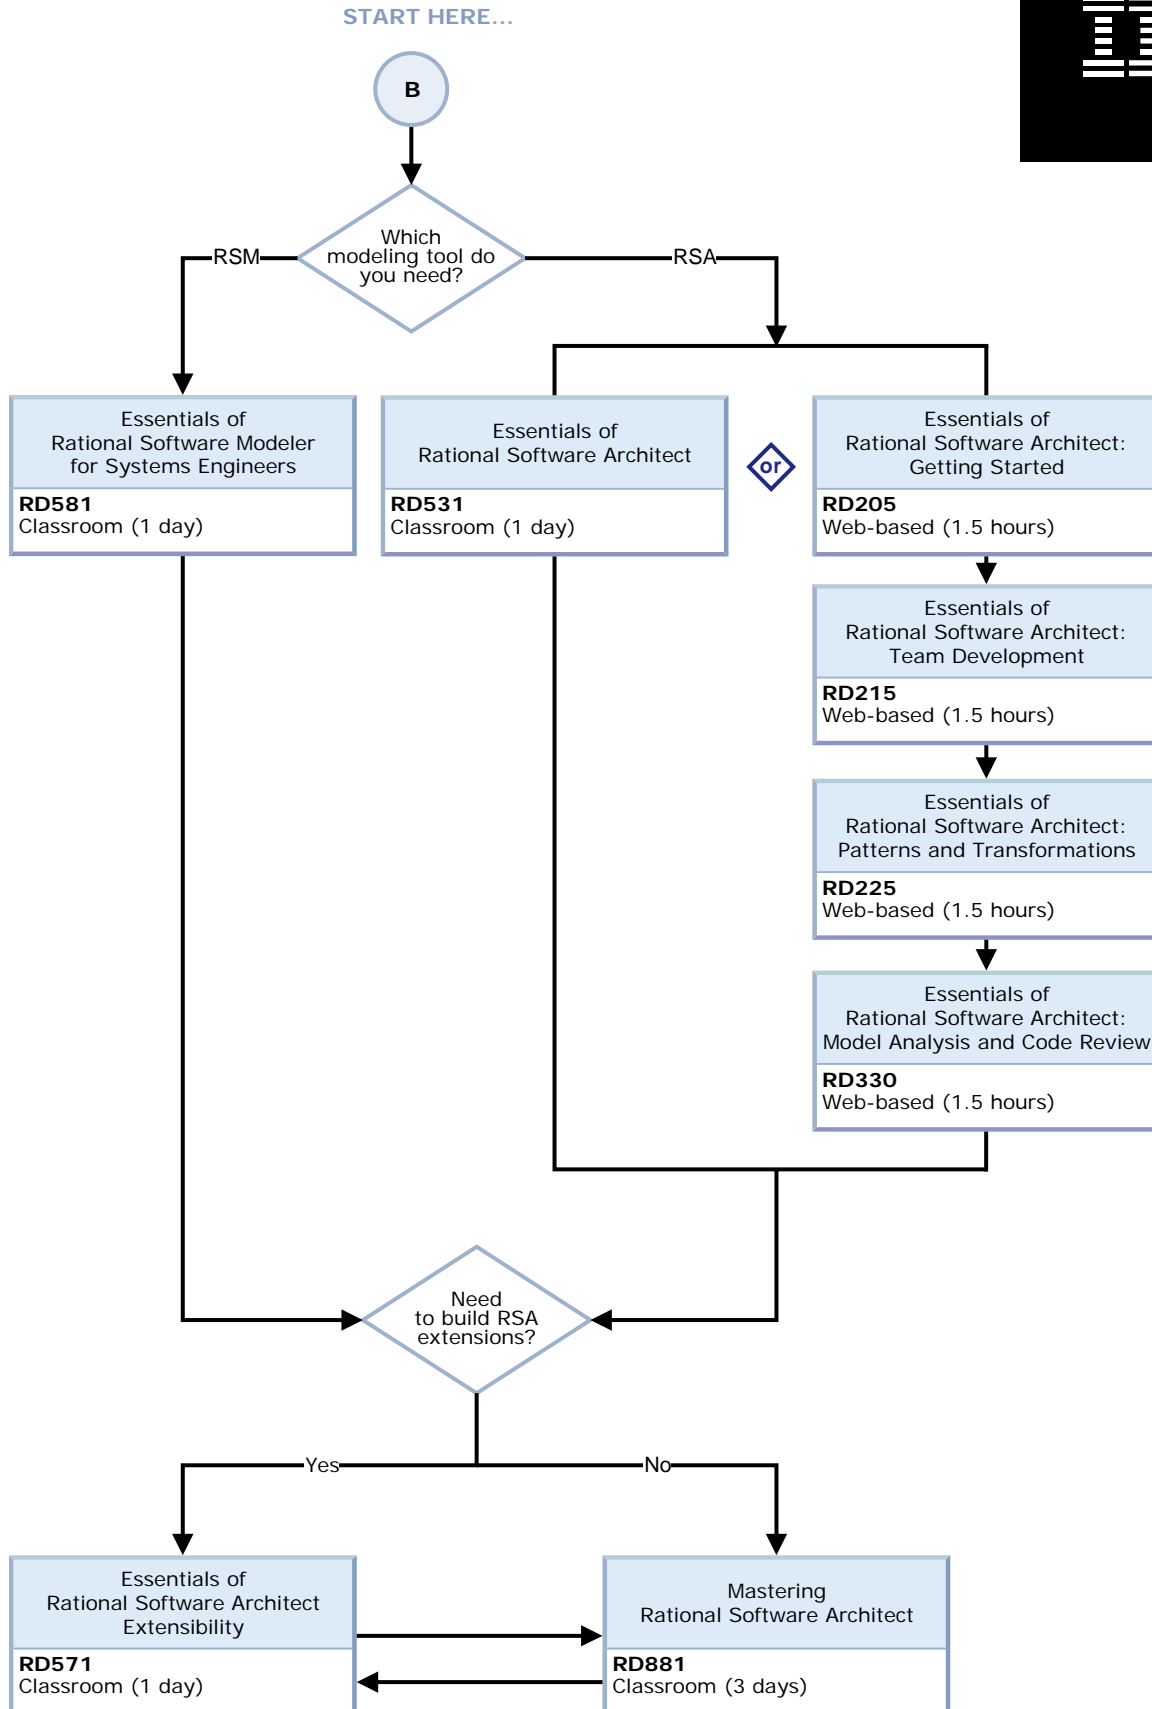 START HERE...
B
Which
modeling tool do
you need?
RSM
RSA
Essentials of
Rational Software Modeler
for Systems Engineers
RD581
Classroom (1 day)
Essentials of
Rational Software Architect
RD531
Classroom (1 day)
or
Essentials of
Rational Software Architect:
Getting Started
RD205
Web-based (1.5 hours)
Essentials of
Rational Software Architect:
Team Development
RD215
Web-based (1.5 hours)
Essentials of
Rational Software Architect:
Patterns and Transformations
RD225
Web-based (1.5 hours)
Essentials of
Rational Software Architect:
Model Analysis and Code Review
RD330
Web-based (1.5 hours)
Need
to build RSA
extensions?
Yes
No
Essentials of
Rational Software Architect
Extensibility
RD571
Classroom (1 day)
Mastering
Rational Software Architect
RD881
Classroom (3 days)